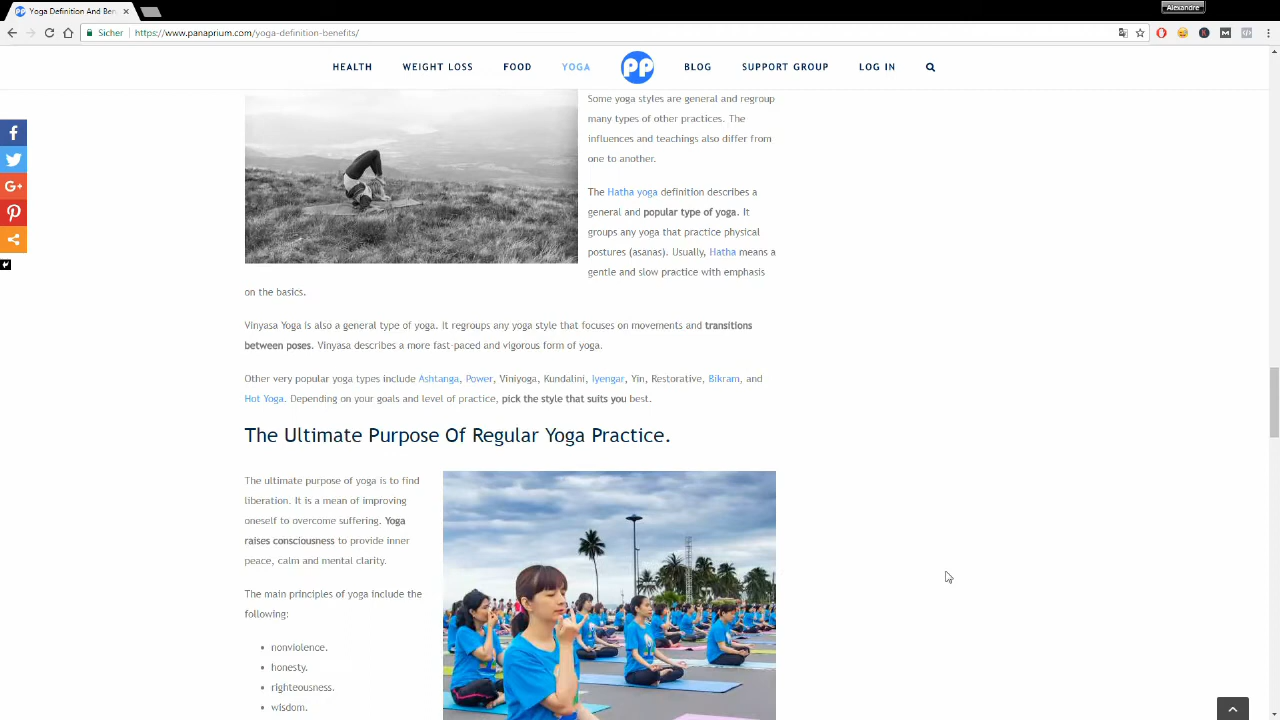 Yoga Definition And Ben
Alexandre
Sicher
https://www.panaprium.com/yoga-definition-benefits/
HEALTH WEIGHT LOSS FOOD YOGA PP BLOG SUPPORT GROUP LOG IN
Some yoga styles are general and regroup
many types of other practices. The
influences and teachings also differ from
one to another.
The Hatha yoga definition describes a
general and popular type of yoga. It
groups any yoga that practice physical
postures (asanas). Usually, Hatha means a
gentle and slow practice with emphasis
on the basics.
Vinyasa Yoga is also a general type of yoga. It regroups any yoga style that focuses on movements and transitions
between poses. Vinyasa describes a more fast-paced and vigorous form of yoga.
Other very popular yoga types include Ashtanga, Power, Viniyoga, Kundalini, Iyengar, Yin, Restorative, Bikram, and
Hot Yoga. Depending on your goals and level of practice, pick the style that suits you best.
The Ultimate Purpose Of Regular Yoga Practice.
The ultimate purpose of yoga is to find
liberation. It is a mean of improving
oneself to overcome suffering. Yoga
raises consciousness to provide inner
peace, calm and mental clarity.
The main principles of yoga include the
following:
nonviolence.
honesty.
righteousness.
wisdom.